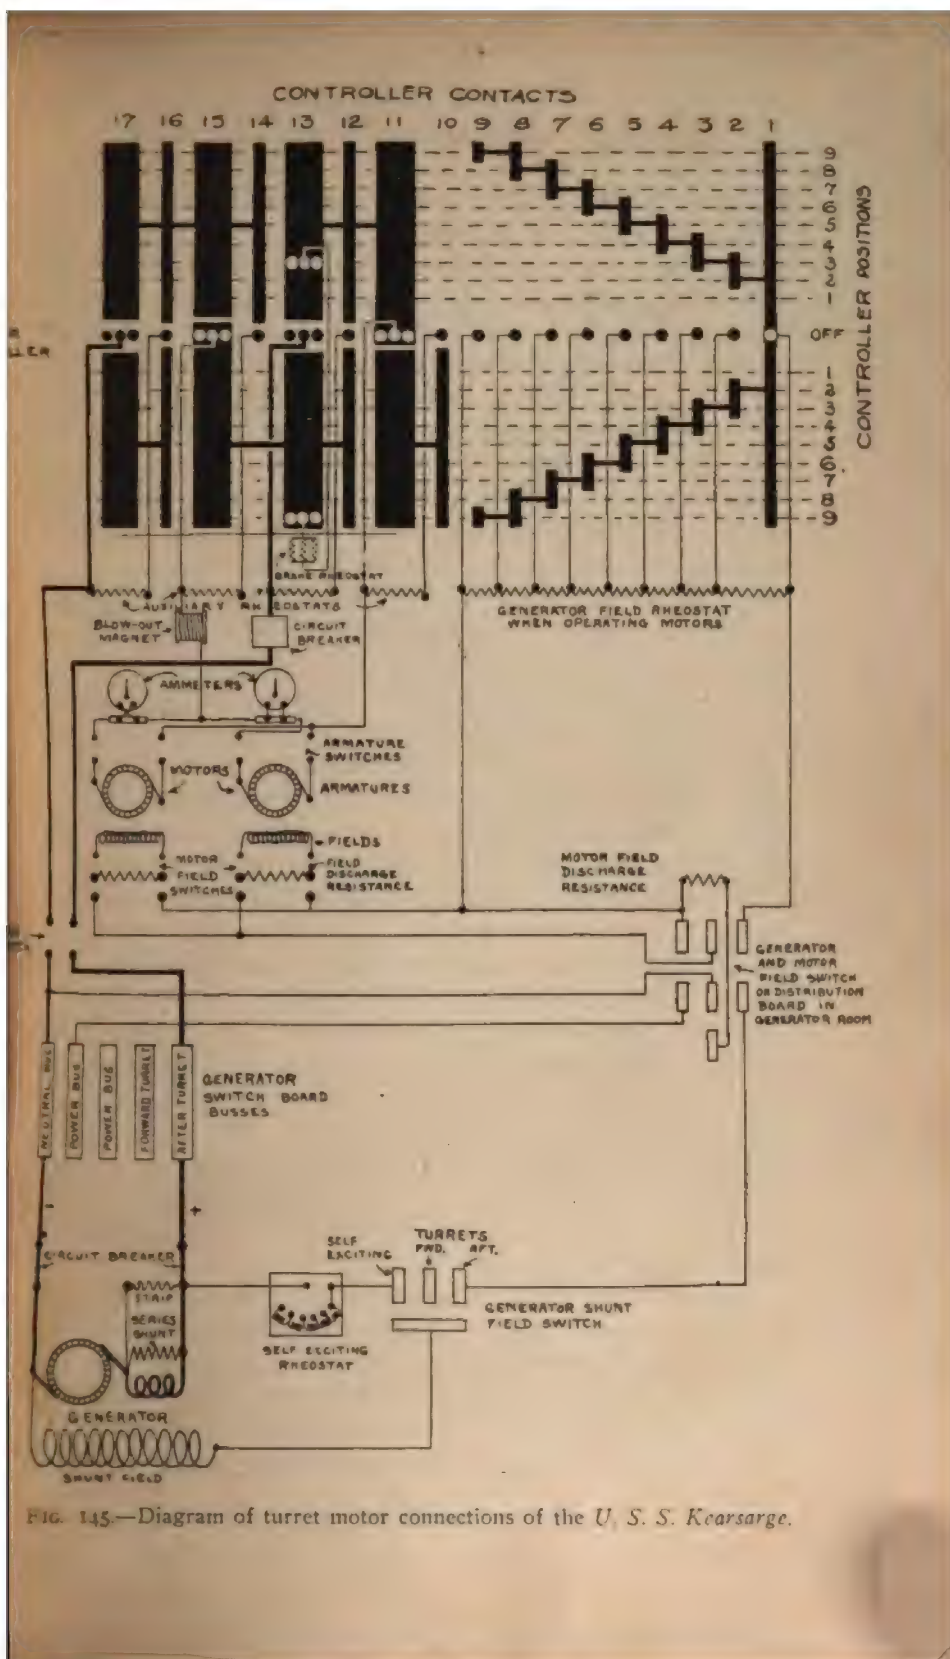 CONTROLLER CONTACTS
17 16 15 14 13 12 11 10 9 8 7 6 5 4 3 2 1
9
8
7
6
5
4
3
2
1
OFF
1
2
3
4
5
6
7
8
9
CONTROLLER POSITIONS
LLER
BRAKE RHEOSTAT
AUXILIARY RHEOSTATS
GENERATOR FIELD RHEOSTAT
WHEN OPERATING MOTORS
BLOW-OUT
MAGNET
CIRCUIT
BREAKER
AMMETERS
ARMATURE
SWITCHES
MOTORS
ARMATURES
FIELDS
MOTOR
FIELD
SWITCHES
FIELD
DISCHARGE
RESISTANCE
MOTOR FIELD
DISCHARGE
RESISTANCE
GENERATOR
AND MOTOR
FIELD SWITCH
ON DISTRIBUTION
BOARD IN
GENERATOR ROOM
NEUTRAL BUS
POWER BUS
POWER BUS
FORWARD TURRET
AFTER TURRET
GENERATOR
SWITCH BOARD
BUSSES
-
+
CIRCUIT BREAKER
STRIP
SERIES
SHUNT
SELF
EXCITING
TURRETS
FWD. AFT.
GENERATOR SHUNT
FIELD SWITCH
SELF EXCITING
RHEOSTAT
GENERATOR
SHUNT FIELD
FIG. 145.—Diagram of turret motor connections of the U. S. S. Kearsarge.